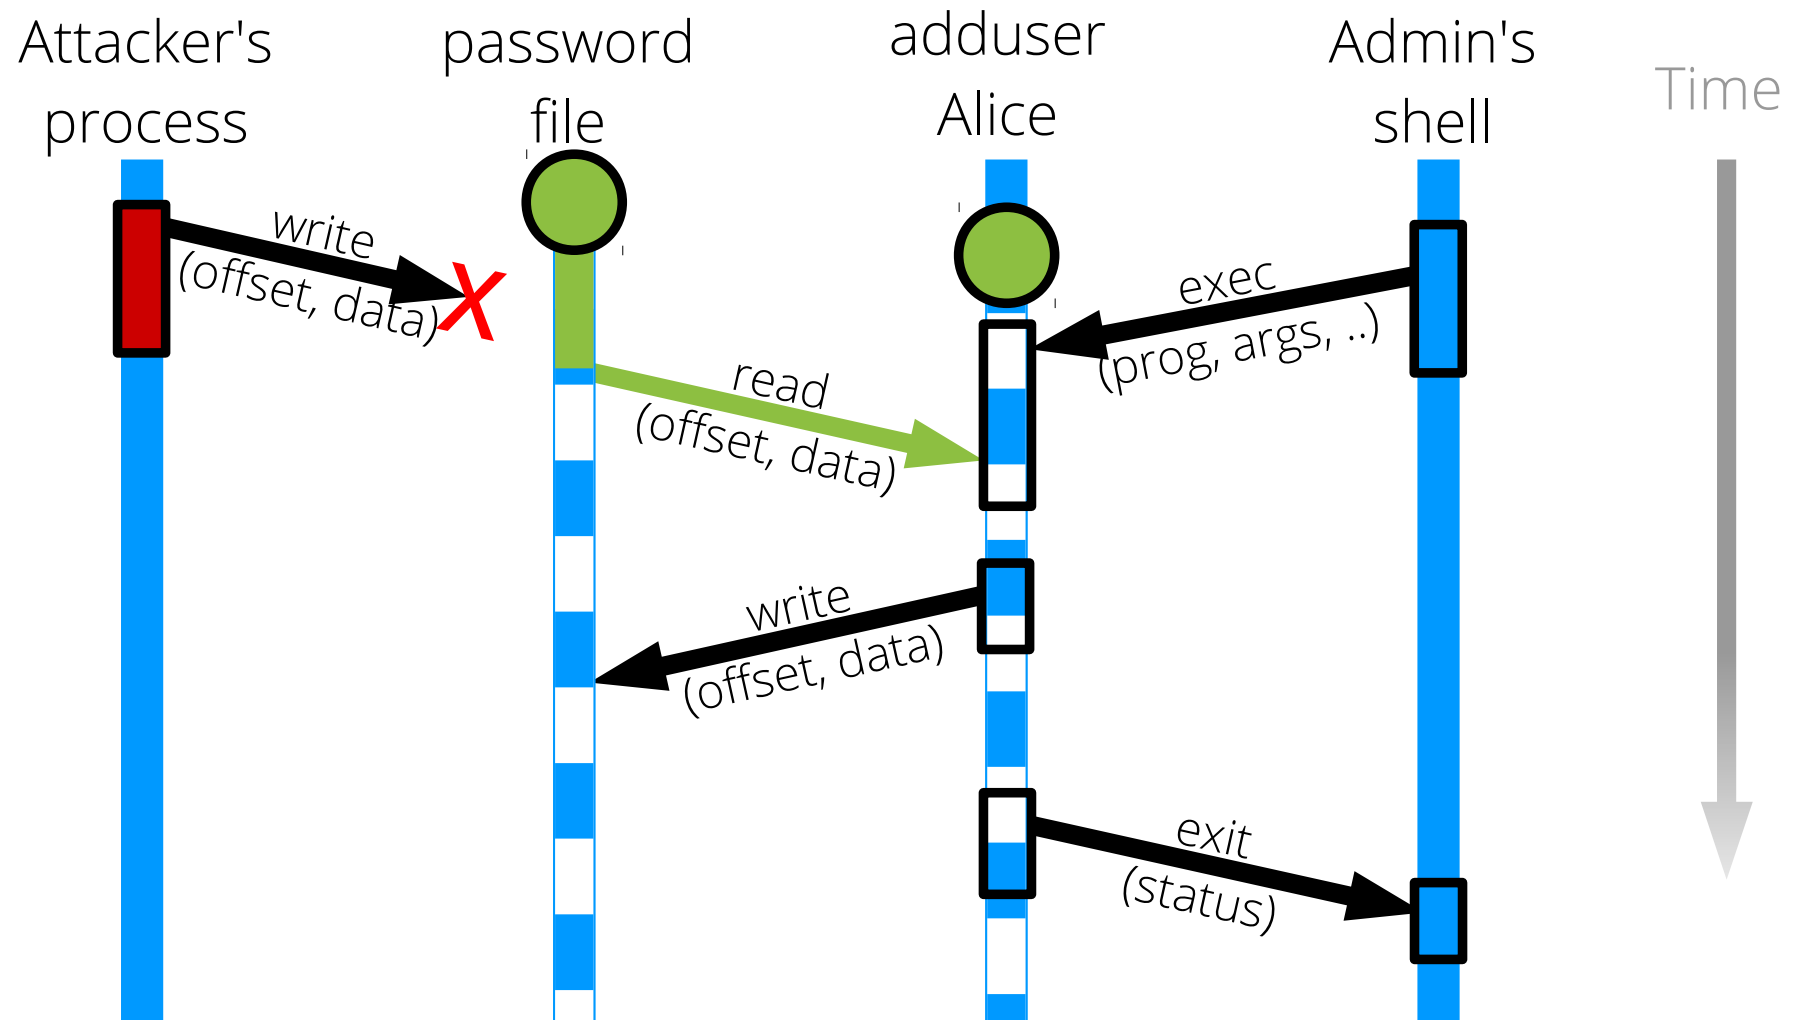 Attacker's
process
password
file
adduser
Alice
Admin's
shell
Time
write
(offset, data)
X
exec
(prog, args, ..)
read
(offset, data)
write
(offset, data)
exit
(status)